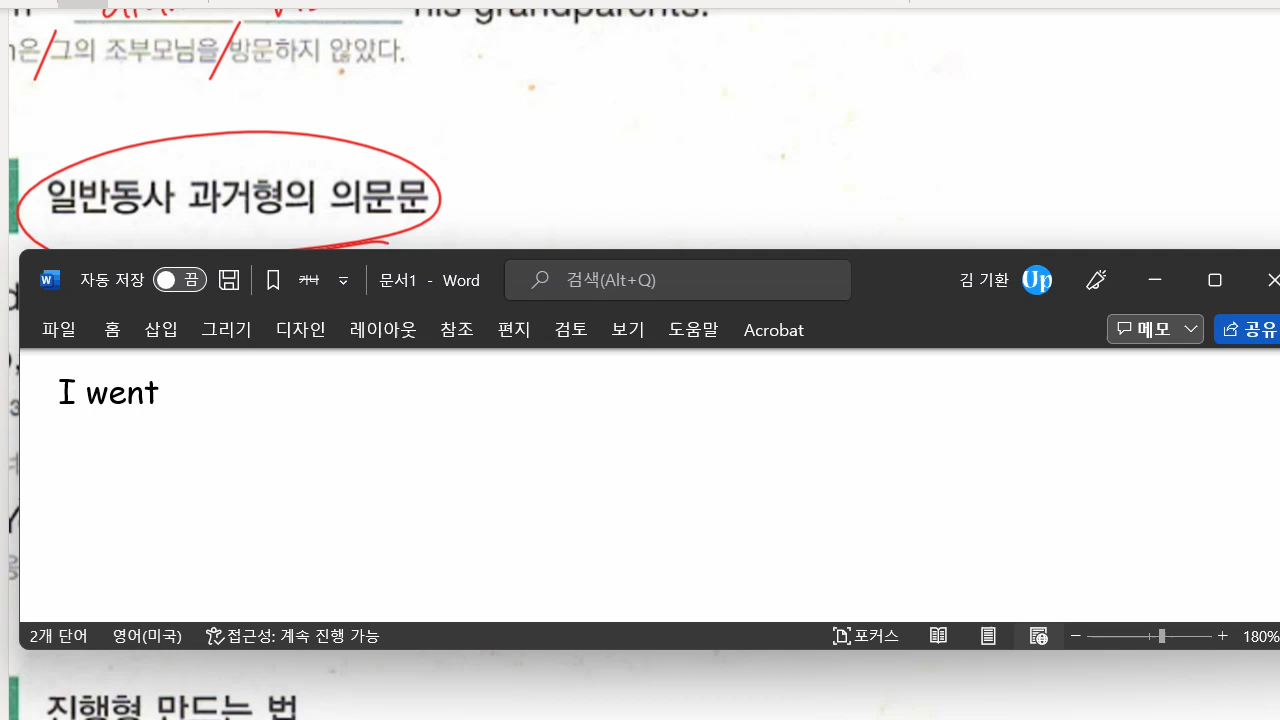 his grandparents.
은 그의 조부모님을 방문하지 않았다.
일반동사 과거형의 의문문
자동 저장 끔 가나 문서1 - Word 검색(Alt+Q) 김 기환 Up
파일 홈 삽입 그리기 디자인 레이아웃 참조 편지 검토 보기 도움말 Acrobat 메모 공유
I went
2개 단어 영어(미국) 접근성: 계속 진행 가능 포커스 180%
진행형 만드는 법